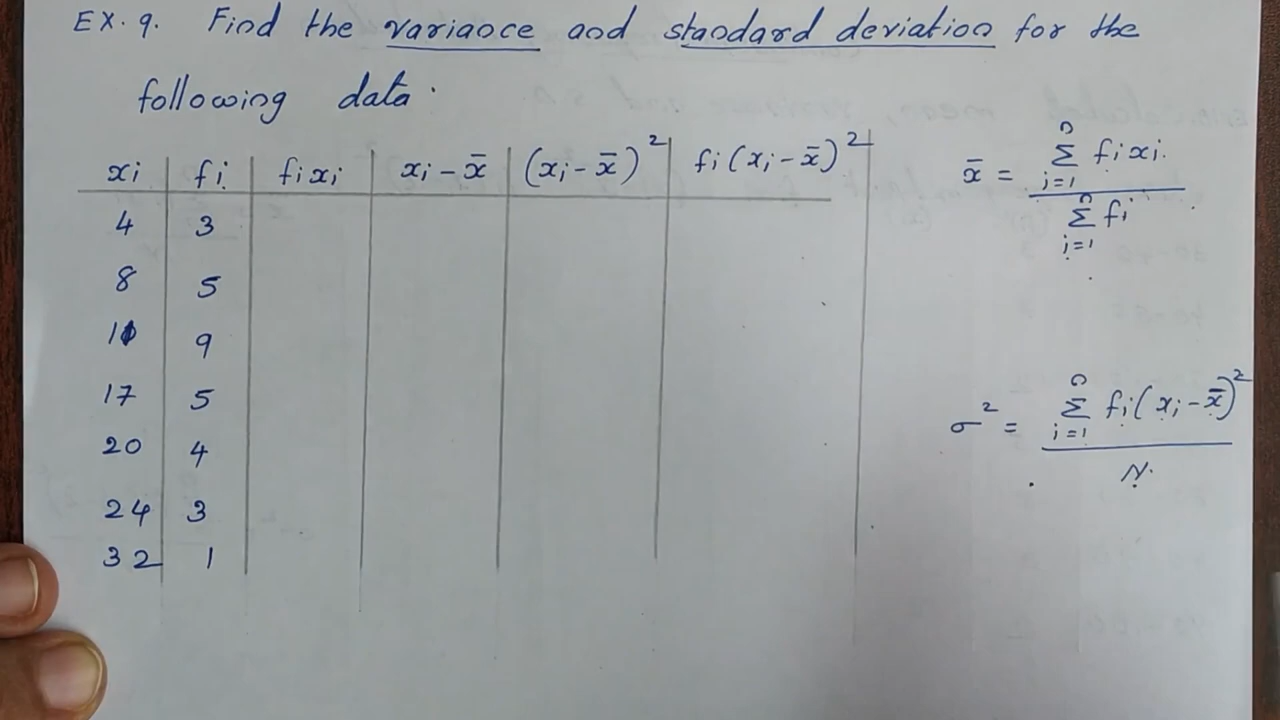 EX. 9. Find the variance and standard deviation for the
following data.
xi | fi | fixi | xi - x̄ | (xi - x̄)² | fi(xi - x̄)²
4 3
8 5
11 9
17 5
20 4
24 3
32 1
x̄ = n Σ i=1 fixi. / n Σ i=1 fi
σ² = n Σ i=1 fi(xi - x̄)² / N.